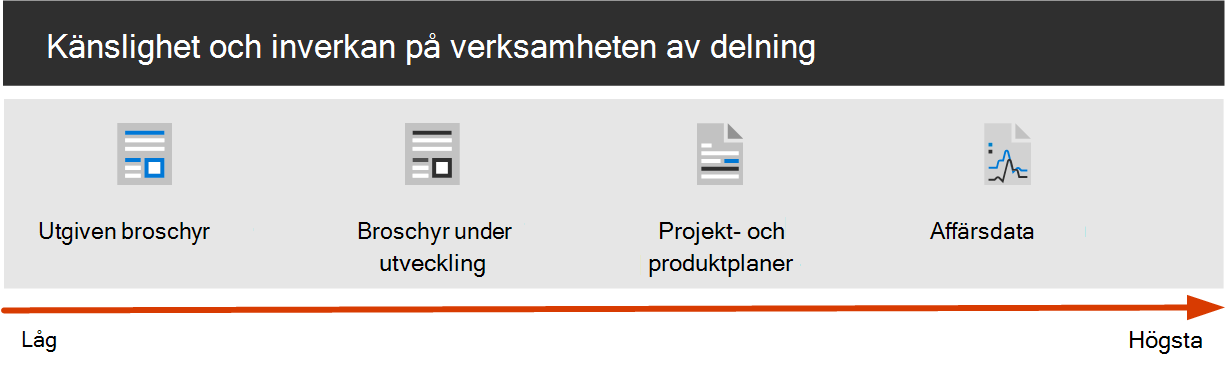 Känslighet och inverkan på verksamheten av delning
Utgiven broschyr
Broschyr under
utveckling
Projekt- och
produktplaner
Affärsdata
Låg
Högsta